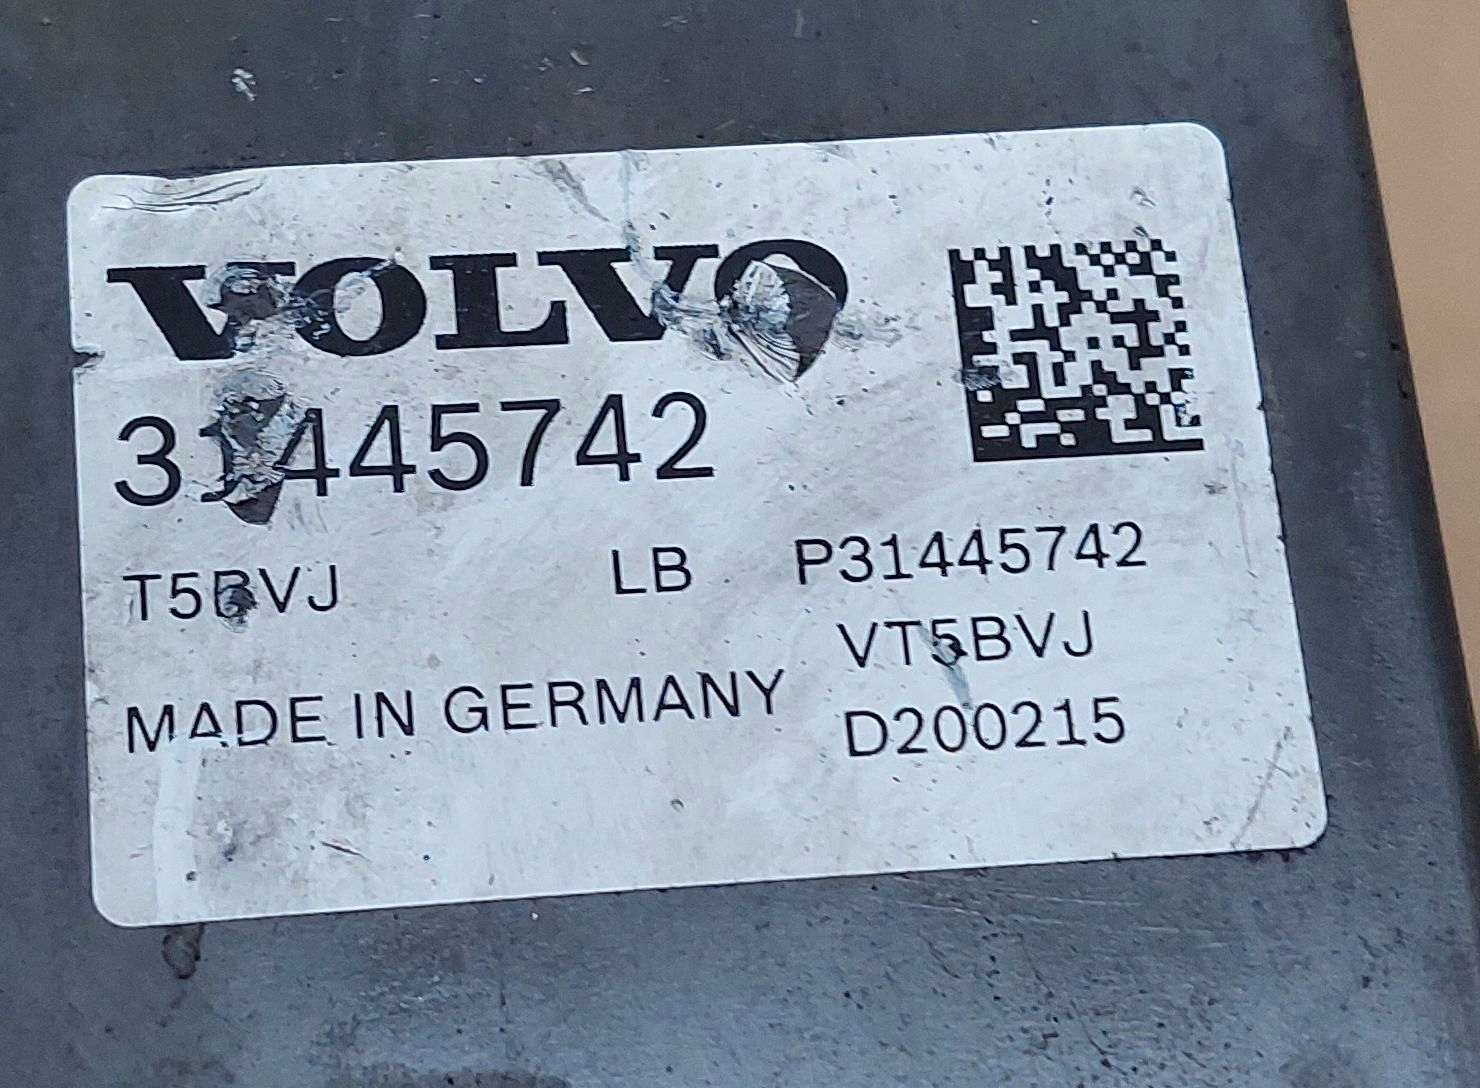 VOLVO
31445742
T5BVJ LB P31445742
VT5BVJ
MADE IN GERMANY D200215